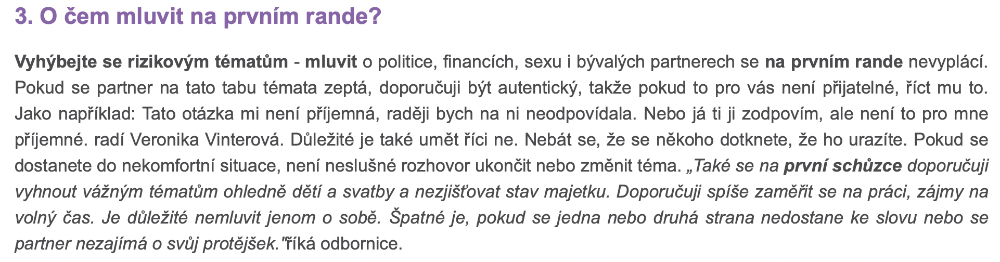 3. O čem mluvit na prvním rande?
Vyhýbejte se rizikovým tématům - mluvit o politice, financích, sexu i bývalých partnerech se na prvním rande nevyplácí.
Pokud se partner na tato tabu témata zeptá, doporučuji být autentický, takže pokud to pro vás není přijatelné, říct mu to.
Jako například: Tato otázka mi není příjemná, raději bych na ni neodpovídala. Nebo já ti ji zodpovím, ale není to pro mne
příjemné. radí Veronika Vinterová. Důležité je také umět říci ne. Nebát se, že se někoho dotknete, že ho urazíte. Pokud se
dostanete do nekomfortní situace, není neslušné rozhovor ukončit nebo změnit téma. „Také se na první schůzce doporučuji
vyhnout vážným tématům ohledně dětí a svatby a nezjišťovat stav majetku. Doporučuji spíše zaměřit se na práci, zájmy na
volný čas. Je důležité nemluvit jenom o sobě. Špatné je, pokud se jedna nebo druhá strana nedostane ke slovu nebo se
partner nezajímá o svůj protějšek."říká odbornice.